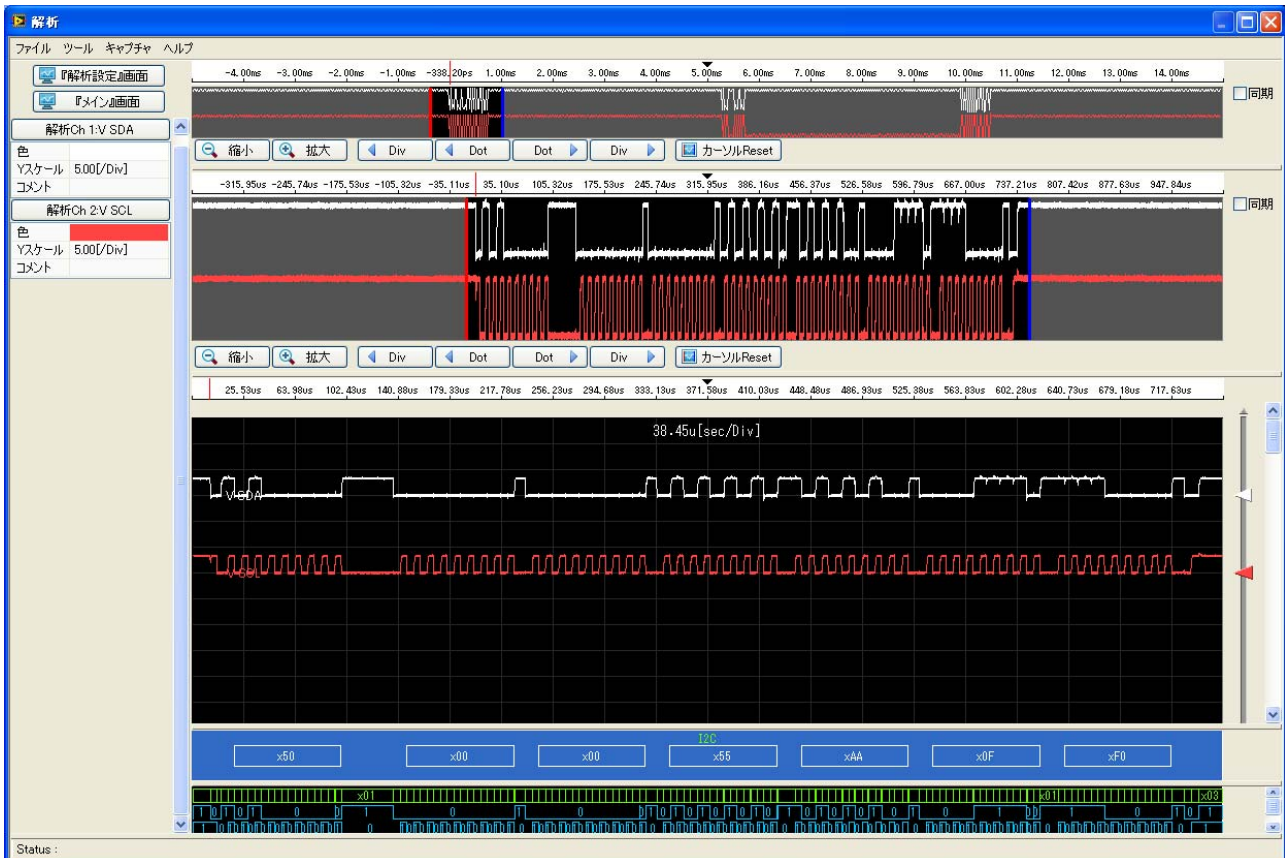 解析
ファイル ツール キャプチャ ヘルプ
『解析設定』画面
『メイン』画面
解析Ch 1:V SDA
色
Yスケール 5.00[/Div]
コメント
解析Ch 2:V SCL
色
Yスケール 5.00[/Div]
コメント
-4.00ms -3.00ms -2.00ms -1.00ms -338.20ps 1.00ms 2.00ms 3.00ms 4.00ms 5.00ms 6.00ms 7.00ms 8.00ms 9.00ms 10.00ms 11.00ms 12.00ms 13.00ms 14.00ms
同期
縮小 拡大 Div Dot Dot Div カーソルReset
-315.95us -245.74us -175.53us -105.32us -35.11us 35.10us 105.32us 175.53us 245.74us 315.95us 386.16us 456.37us 526.58us 596.79us 667.00us 737.21us 807.42us 877.63us 947.84us
同期
縮小 拡大 Div Dot Dot Div カーソルReset
25.53us 63.98us 102.43us 140.88us 179.33us 217.78us 256.23us 294.68us 333.13us 371.58us 410.03us 448.48us 486.93us 525.38us 563.83us 602.28us 640.73us 679.18us 717.63us
38.45u[sec/Div]
V SDA
V SCL
I2C
x50 x00 x00 x55 xAA x0F xF0
x01 x01 x03
Status :